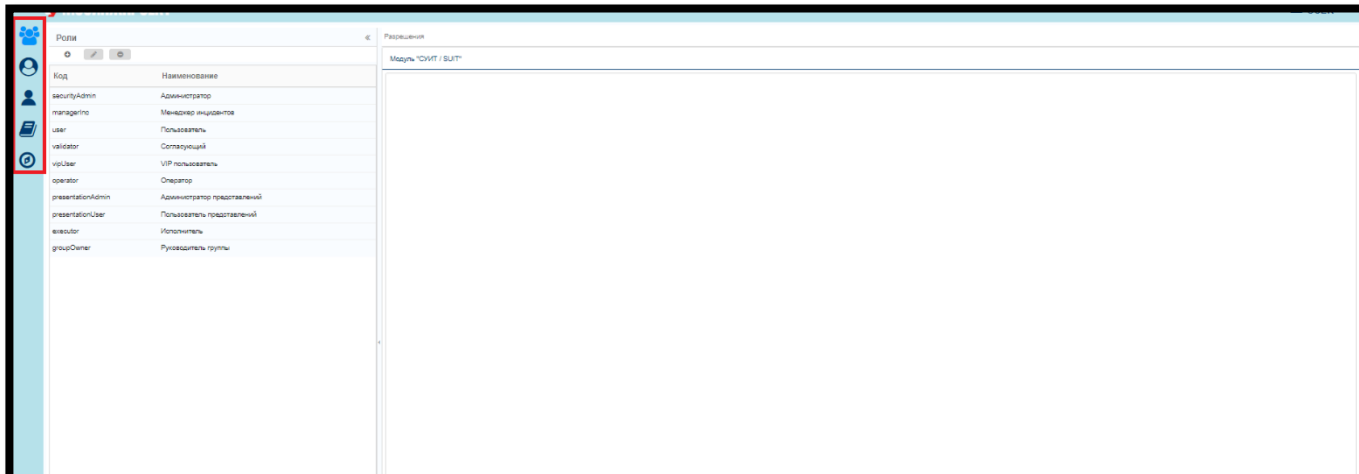 Роли « Разрешения
Модуль "СУИТ / SUIT"
Код Наименование
securityAdmin Администратор
managerInc Менеджер инцидентов
user Пользователь
validator Согласующий
vipUser VIP пользователь
operator Оператор
presentationAdmin Администратор представлений
presentationUser Пользователь представлений
executor Исполнитель
groupOwner Руководитель группы